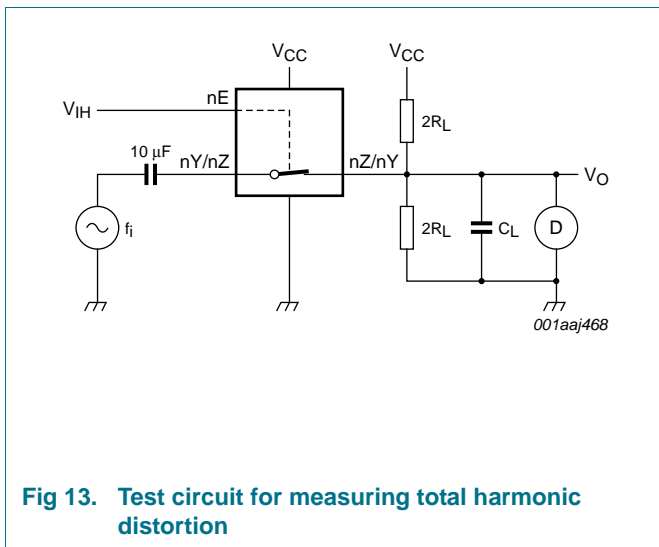 VCC
VCC
nE
VIH
2RL
10 μF
nY/nZ
nZ/nY
VO
fi
2RL
CL
D
001aaj468
Fig 13. Test circuit for measuring total harmonic
distortion